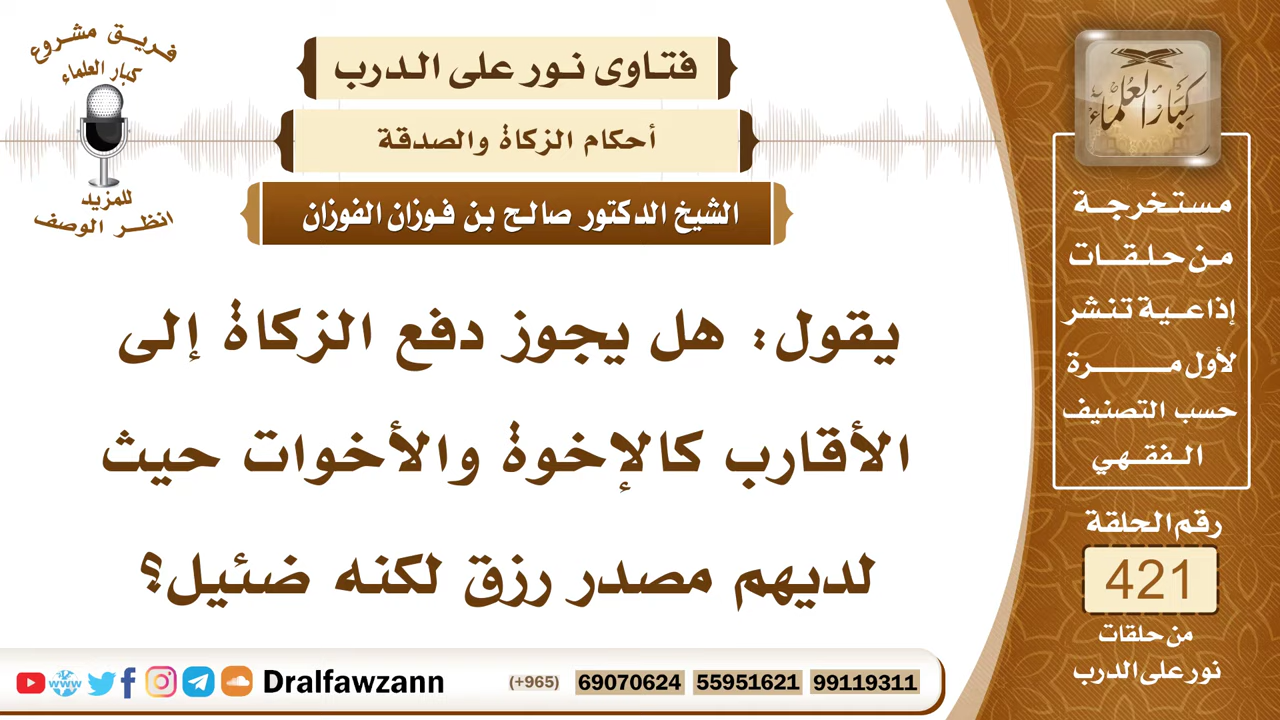 فريق مشروع
كبار العلماء
للمزيد
انظر الوصف
فتاوى نور على الدرب
أحكام الزكاة والصدقة
الشيخ الدكتور صالح بن فوزان الفوزان
يقول: هل يجوز دفع الزكاة إلى
الأقارب كالإخوة والأخوات حيث
لديهم مصدر رزق لكنه ضئيل؟
كبار العلماء
مستخرجة
من حلقات
إذاعية تنشر
لأول مرة
حسب التصنيف
الفقهي
رقم الحلقة
421
من حلقات
نور على الدرب
Dralfawzann (+965) 69070624 55951621 99119311